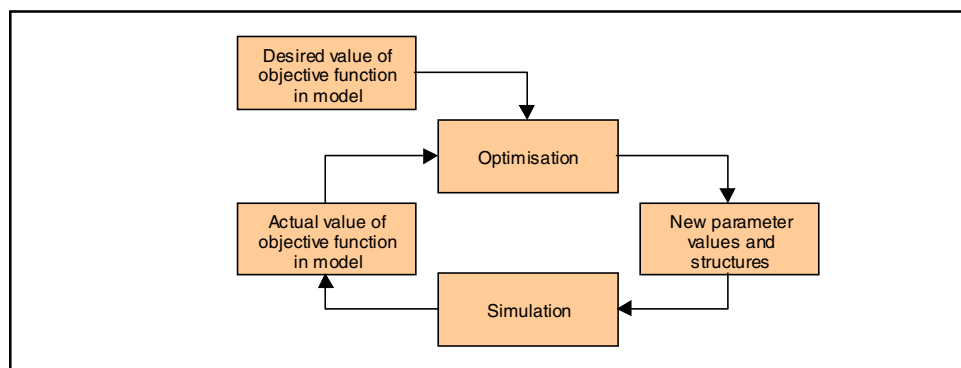 Desired value of
objective function
in model
Optimisation
Actual value of
objective function
in model
New parameter
values and
structures
Simulation